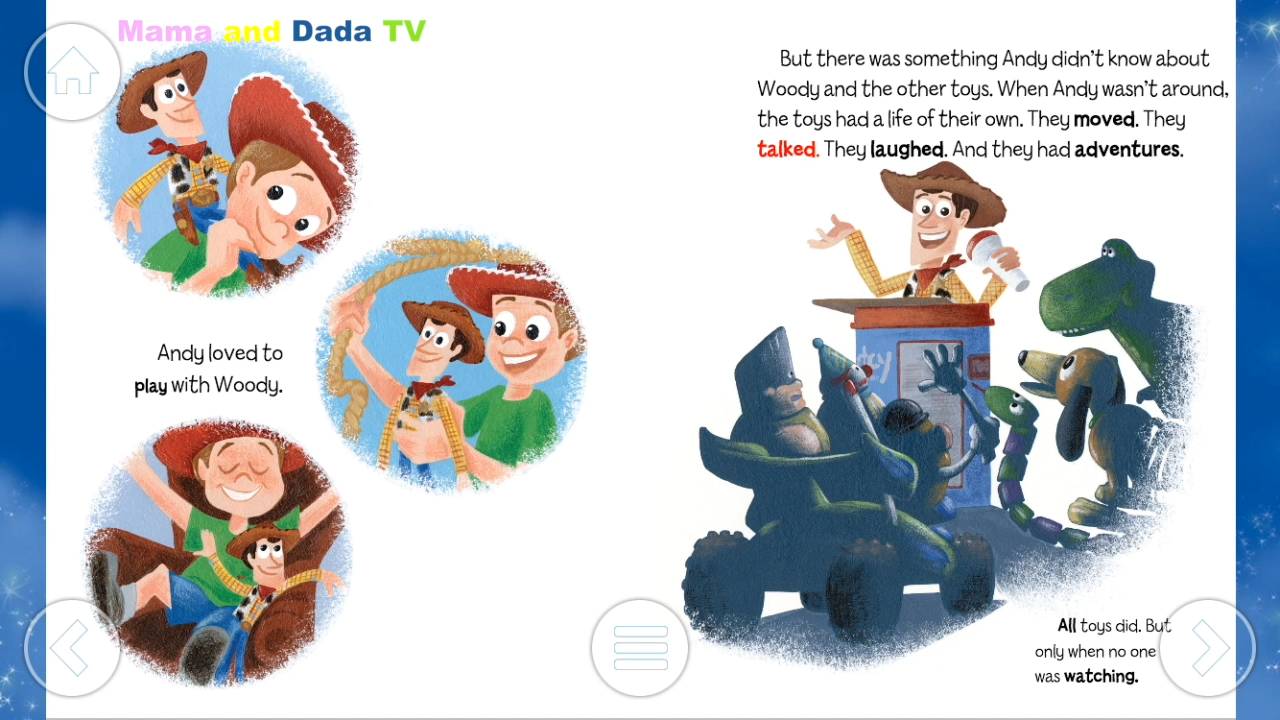 Mama and Dada TV
Andy loved to
play with Woody.
But there was something Andy didn't know about
Woody and the other toys. When Andy wasn't around,
the toys had a life of their own. They moved. They
talked. They laughed. And they had adventures.
All toys did. But
only when no one
was watching.